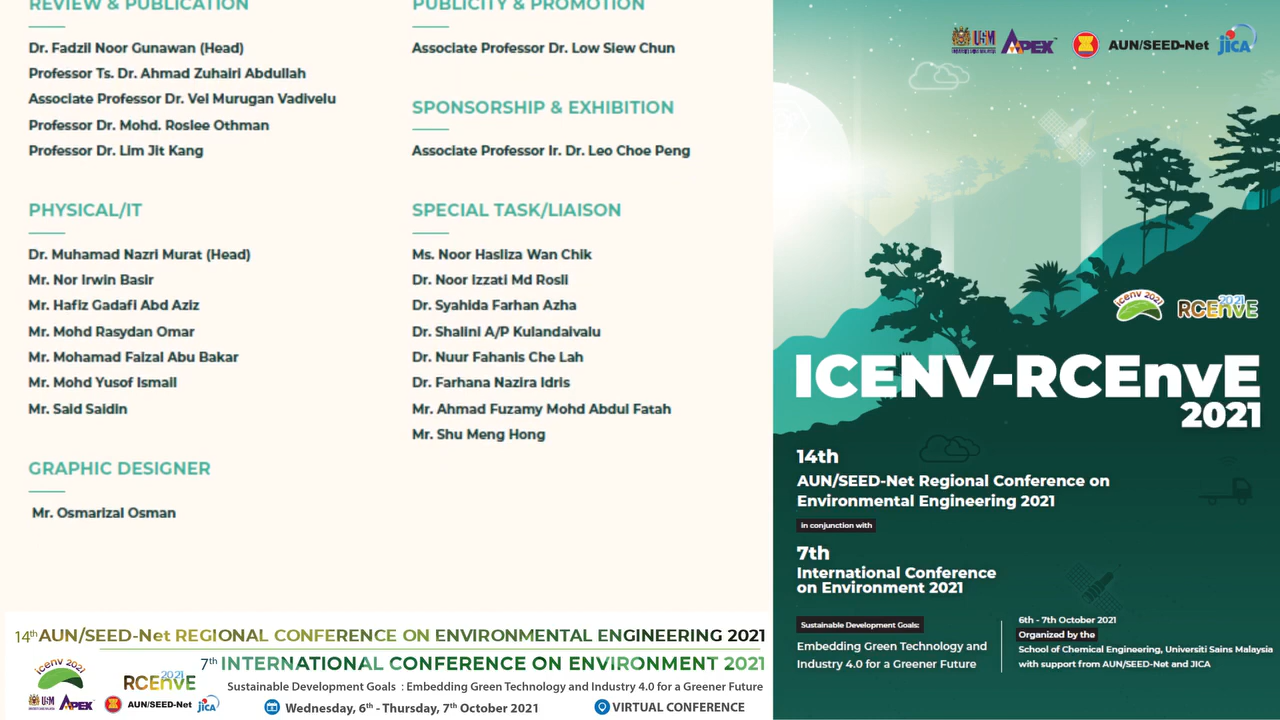 REVIEW & PUBLICATION
Dr. Fadzil Noor Gunawan (Head)
Professor Ts. Dr. Ahmad Zuhairi Abdullah
Associate Professor Dr. Vel Murugan Vadivelu
Professor Dr. Mohd. Roslee Othman
Professor Dr. Lim Jit Kang
PHYSICAL/IT
Dr. Muhamad Nazri Murat (Head)
Mr. Nor Irwin Basir
Mr. Hafiz Gadafi Abd Aziz
Mr. Mohd Rasydan Omar
Mr. Mohamad Faizal Abu Bakar
Mr. Mohd Yusof Ismail
Mr. Said Saidin
GRAPHIC DESIGNER
Mr. Osmarizal Osman
PUBLICITY & PROMOTION
Associate Professor Dr. Low Siew Chun
SPONSORSHIP & EXHIBITION
Associate Professor Ir. Dr. Leo Choe Peng
SPECIAL TASK/LIAISON
Ms. Noor Hasliza Wan Chik
Dr. Noor Izzati Md Rosli
Dr. Syahida Farhan Azha
Dr. Shalini A/P Kulandaivalu
Dr. Nuur Fahanis Che Lah
Dr. Farhana Nazira Idris
Mr. Ahmad Fuzamy Mohd Abdul Fatah
Mr. Shu Meng Hong
14th AUN/SEED-Net REGIONAL CONFERENCE ON ENVIRONMENTAL ENGINEERING 2021
7th INTERNATIONAL CONFERENCE ON ENVIRONMENT 2021
icenv 2021
RCEnvE 2021
Sustainable Development Goals : Embedding Green Technology and Industry 4.0 for a Greener Future
USM APEX AUN/SEED-Net JICA
Wednesday, 6th - Thursday, 7th October 2021
VIRTUAL CONFERENCE
USM APEX™ AUN/SEED-Net JICA
icenv 2021
RCEnvE 2021
ICENV-RCEnvE
2021
14th
AUN/SEED-Net Regional Conference on
Environmental Engineering 2021
in conjunction with
7th
International Conference
on Environment 2021
Sustainable Development Goals:
Embedding Green Technology and
Industry 4.0 for a Greener Future
6th - 7th October 2021
Organized by the
School of Chemical Engineering, Universiti Sains Malaysia
with support from AUN/SEED-Net and JICA